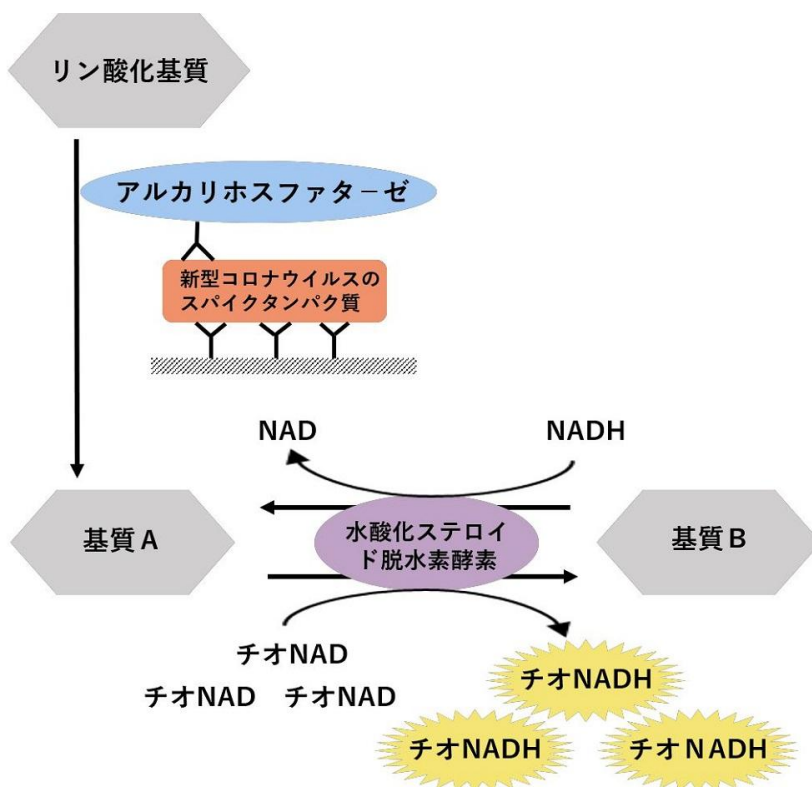 リン酸化基質
アルカリホスファターゼ
新型コロナウイルスの
スパイクタンパク質
NAD
NADH
基質A
水酸化ステロイ
ド脱水素酵素
基質B
チオNAD
チオNAD
チオNAD
チオNADH
チオNADH
チオNADH